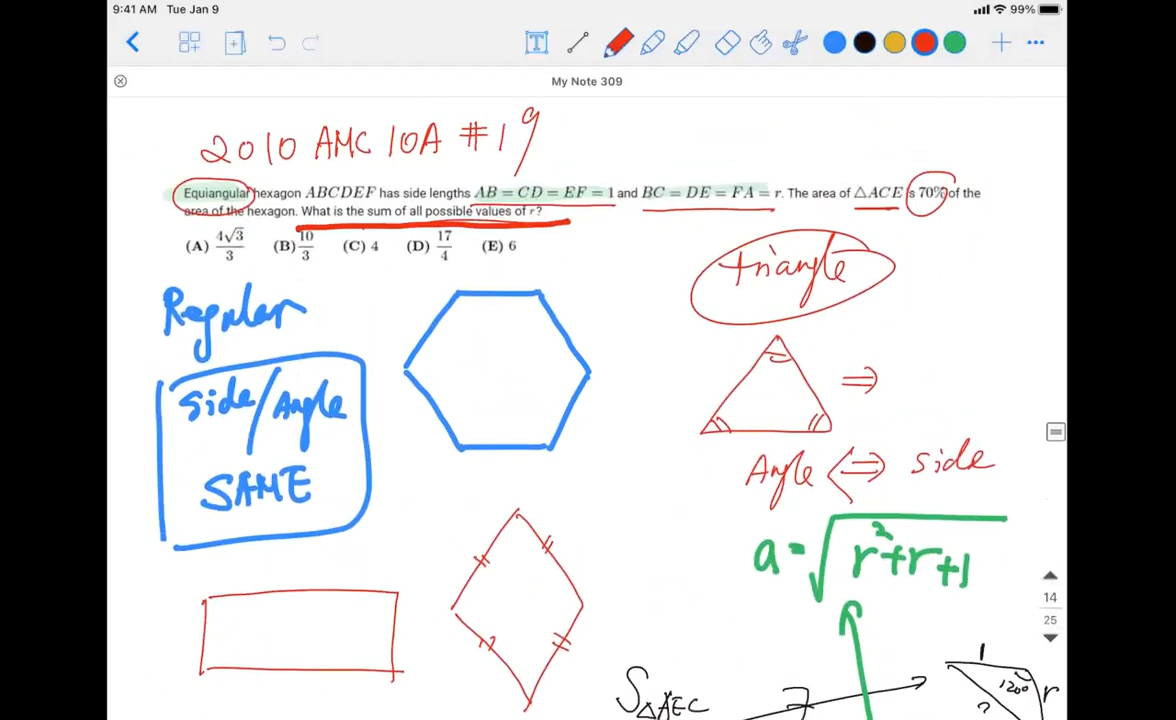 9:41 AM Tue Jan 9
99%
My Note 309
2010 AMC 10A #19
Equiangular hexagon ABCDEF has side lengths AB = CD = EF = 1 and BC = DE = FA = r. The area of △ACE is 70% of the
area of the hexagon. What is the sum of all possible values of r?
(A) 4√3/3 (B) 10/3 (C) 4 (D) 17/4 (E) 6
triangle
Regular
Side/Angle
SAME
⇒
Angle ⇔ side
a = √r²+r+1
14
25
S△AEC
1
120°
r
?